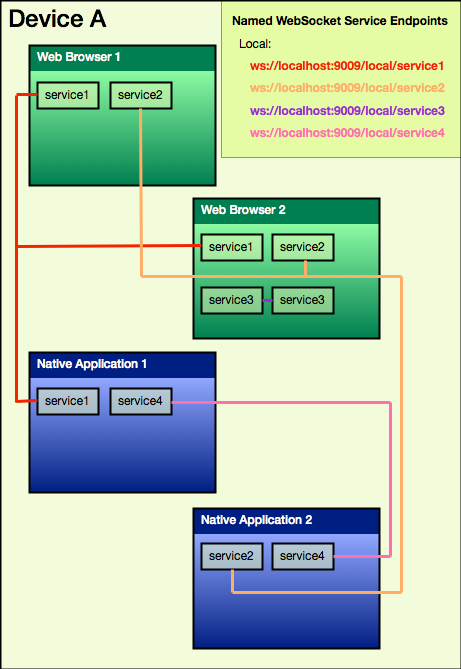 Device A
Named WebSocket Service Endpoints
Local:
ws://localhost:9009/local/service1
ws://localhost:9009/local/service2
ws://localhost:9009/local/service3
ws://localhost:9009/local/service4
Web Browser 1
service1 service2
Web Browser 2
service1 service2
service3 service3
Native Application 1
service1 service4
Native Application 2
service2 service4